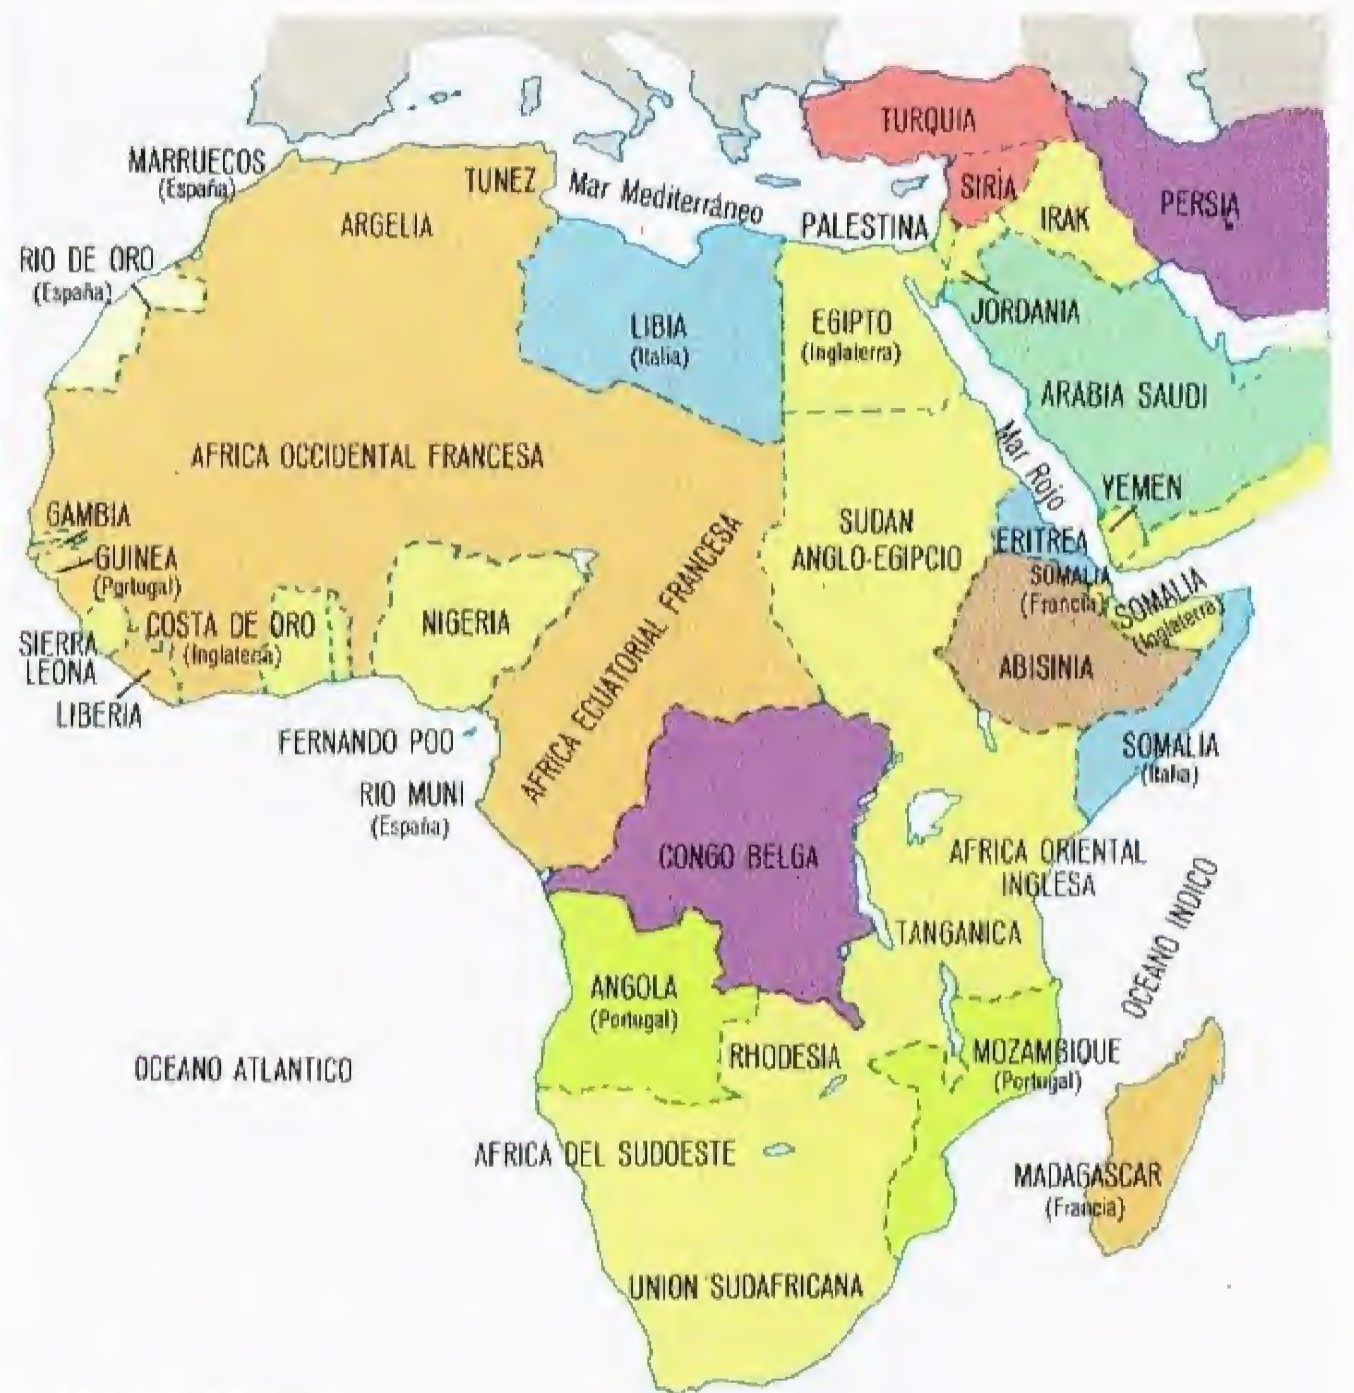 TURQUIA
MARRUECOS
(España)
TUNEZ
Mar Mediterráneo
SIRIA
PERSIA
ARGELIA
PALESTINA
IRAK
RIO DE ORO
(España)
LIBIA
(Italia)
EGIPTO
(Inglaterra)
JORDANIA
ARABIA SAUDI
AFRICA OCCIDENTAL FRANCESA
Mar Rojo
YEMEN
GAMBIA
GUINEA
(Portugal)
SUDAN
ANGLO-EGIPCIO
ERITREA
SOMALIA
(Francia)
SOMALIA
(Inglaterra)
SIERRA
LEONA
COSTA DE ORO
(Inglaterra)
NIGERIA
AFRICA ECUATORIAL FRANCESA
ABISINIA
LIBERIA
FERNANDO POO
SOMALIA
(Italia)
RIO MUNI
(España)
CONGO BELGA
AFRICA ORIENTAL
INGLESA
TANGANICA
OCEANO INDICO
ANGOLA
(Portugal)
RHODESIA
MOZAMBIQUE
(Portugal)
OCEANO ATLANTICO
AFRICA DEL SUDOESTE
MADAGASCAR
(Francia)
UNION SUDAFRICANA